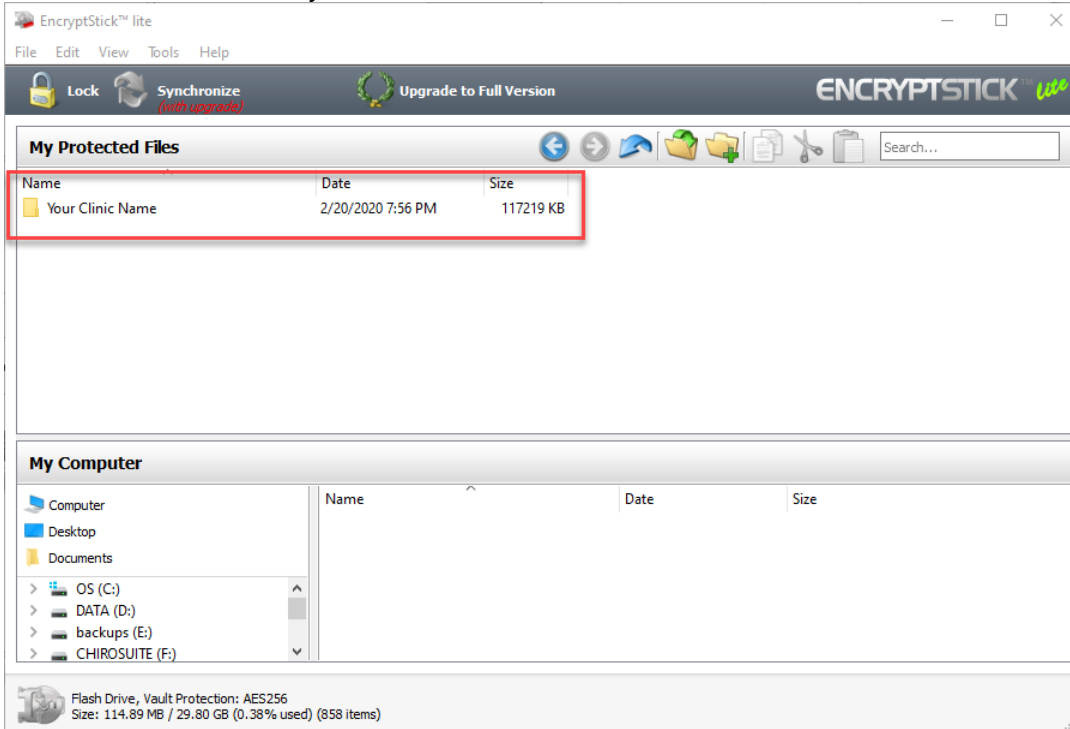 EncryptStick™ lite
File Edit View Tools Help
Lock Synchronize Upgrade to Full Version ENCRYPTSTICK™ lite
(with upgrade)
My Protected Files Search...
Name Date Size
Your Clinic Name 2/20/2020 7:56 PM 117219 KB
My Computer
Computer Name Date Size
Desktop
Documents
> OS (C:)
> DATA (D:)
> backups (E:)
> CHIROSUITE (F:)
Flash Drive, Vault Protection: AES256
Size: 114.89 MB / 29.80 GB (0.38% used) (858 items)